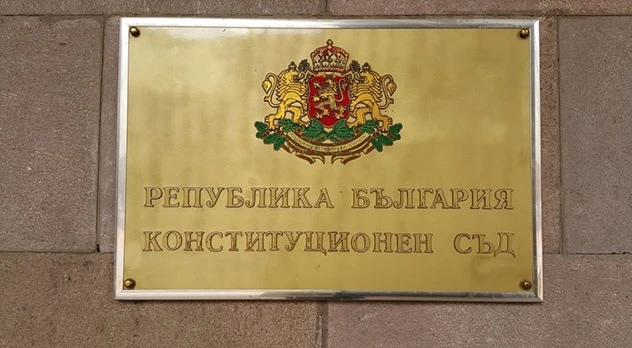 РЕПУБЛИКА БЪЛГАРИЯ
КОНСТИТУЦИОНЕН СЪД